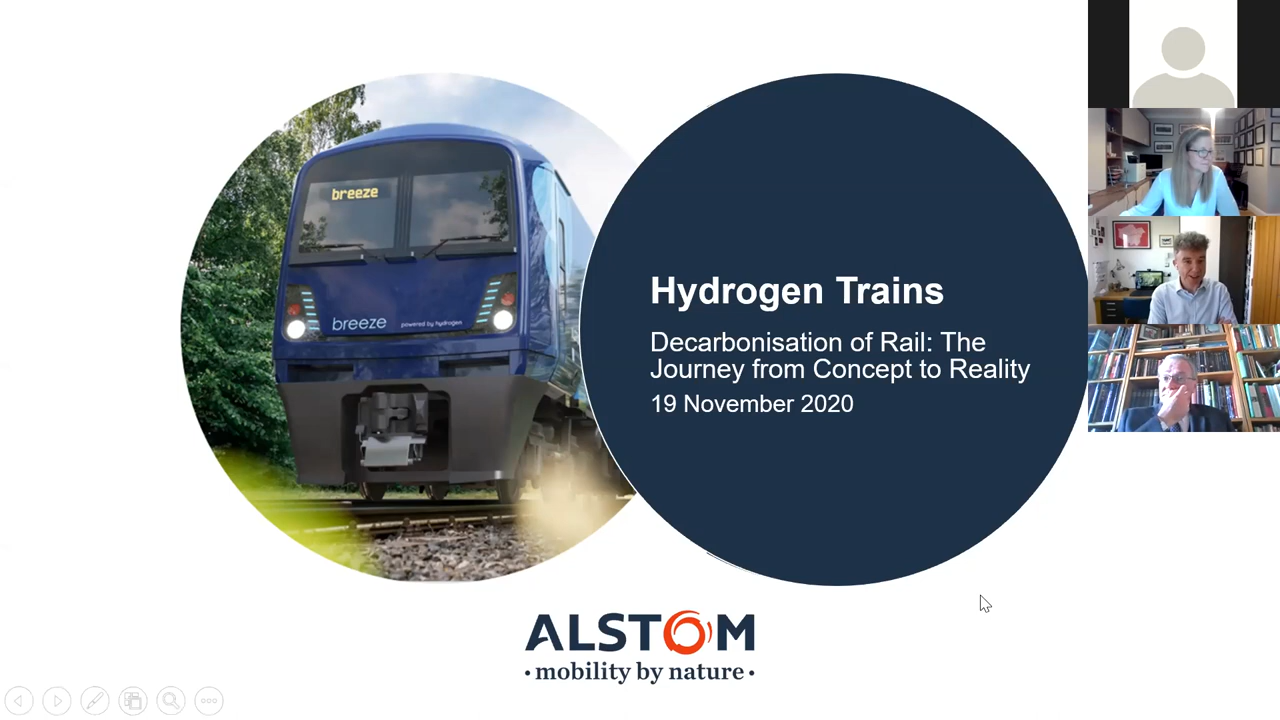 breeze
breeze powered by hydrogen
Hydrogen Trains
Decarbonisation of Rail: The
Journey from Concept to Reality
19 November 2020
ALSTOM
• mobility by nature •